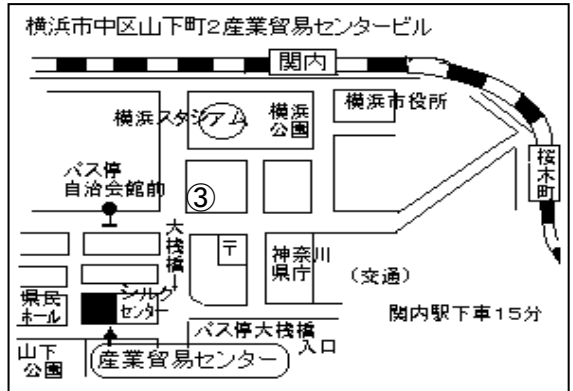 横浜市中区山下町2産業貿易センタービル
関内
横浜スタジアム
横浜
公園
横浜市役所
桜木町
バス停
自治会館前
③
大桟橋
〒
神奈川
県庁
(交通)
県民
ホール
シルク
センター
関内駅下車15分
バス停大桟橋
入口
山下
公園
産業貿易センター